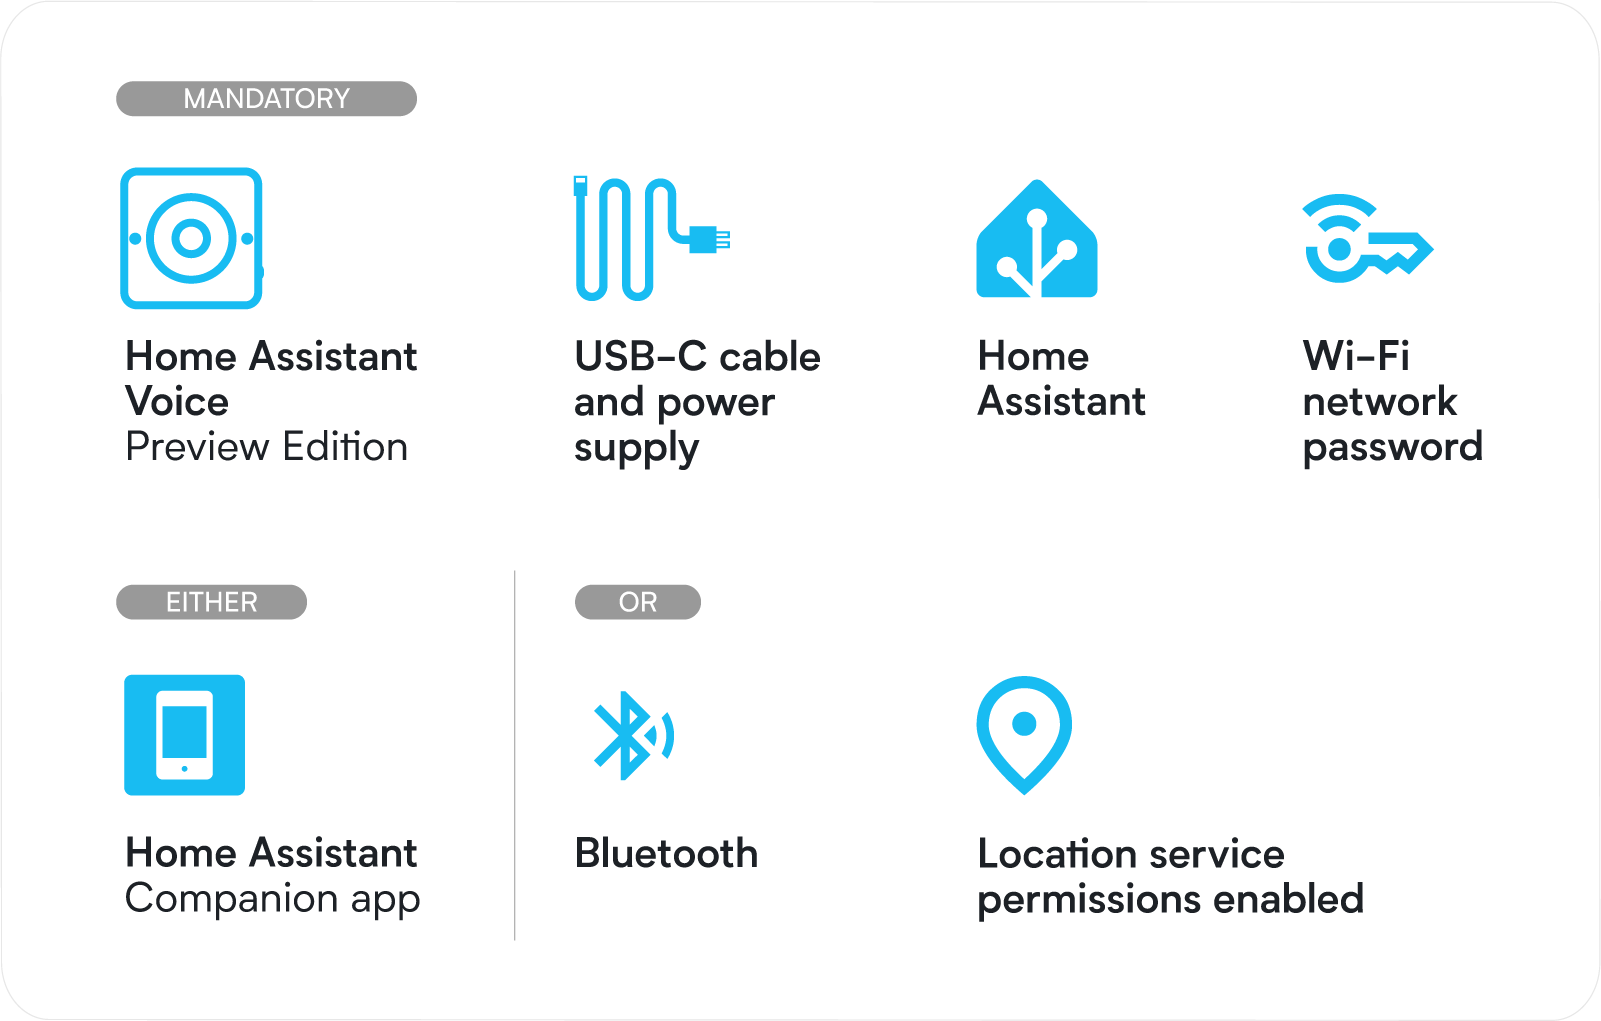 MANDATORY
Home Assistant
Voice
Preview Edition
USB-C cable
and power
supply
Home
Assistant
Wi-Fi
network
password
EITHER
Home Assistant
Companion app
OR
Bluetooth
Location service
permissions enabled